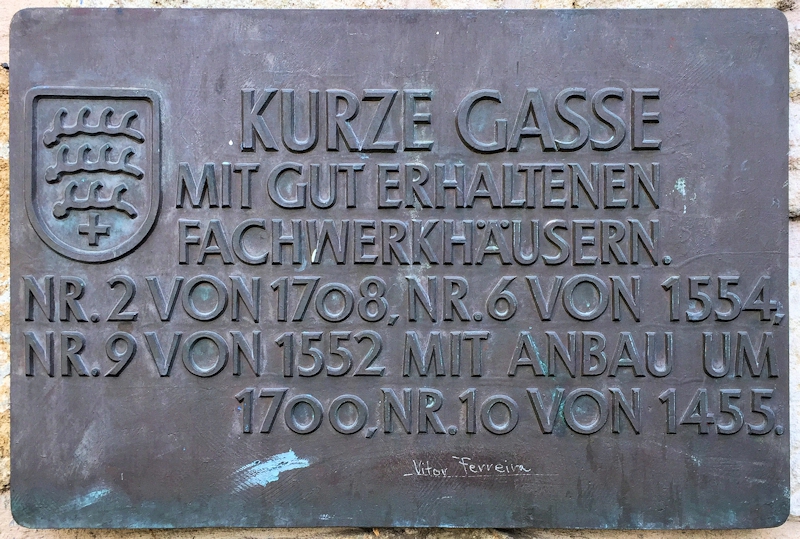 KURZE GASSE
MIT GUT ERHALTENEN
FACHWERKHÄUSERN.
NR. 2 VON 1708, NR. 6 VON 1554,
NR. 9 VON 1552 MIT ANBAU UM
1700, NR. 10 VON 1455.
Vitor Ferreira